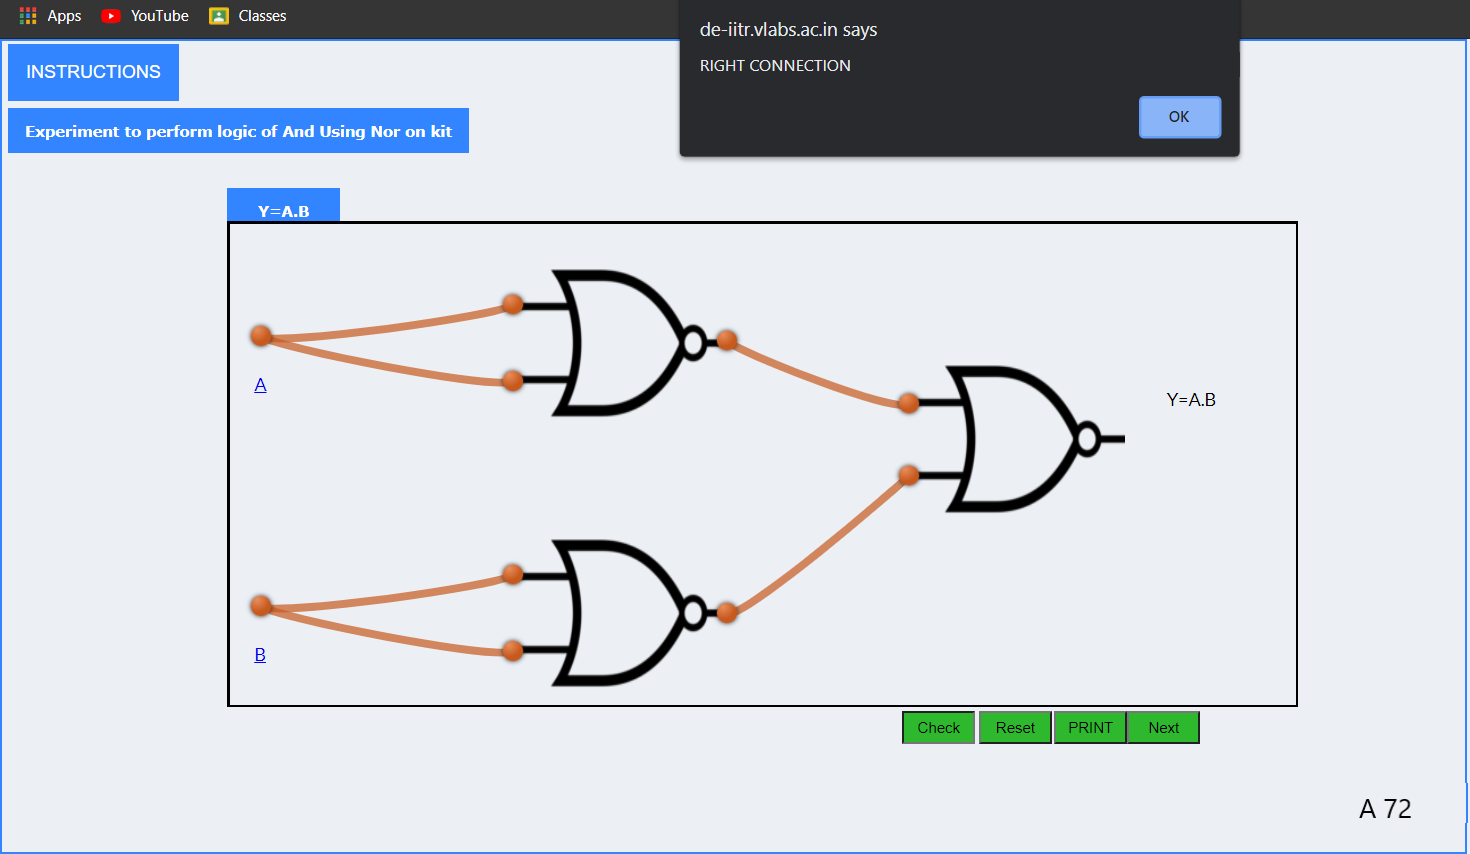 Apps YouTube Classes
de-iitr.vlabs.ac.in says
RIGHT CONNECTION
OK
INSTRUCTIONS
Experiment to perform logic of And Using Nor on kit
Y=A.B
A
Y=A.B
B
Check Reset PRINT Next
A 72